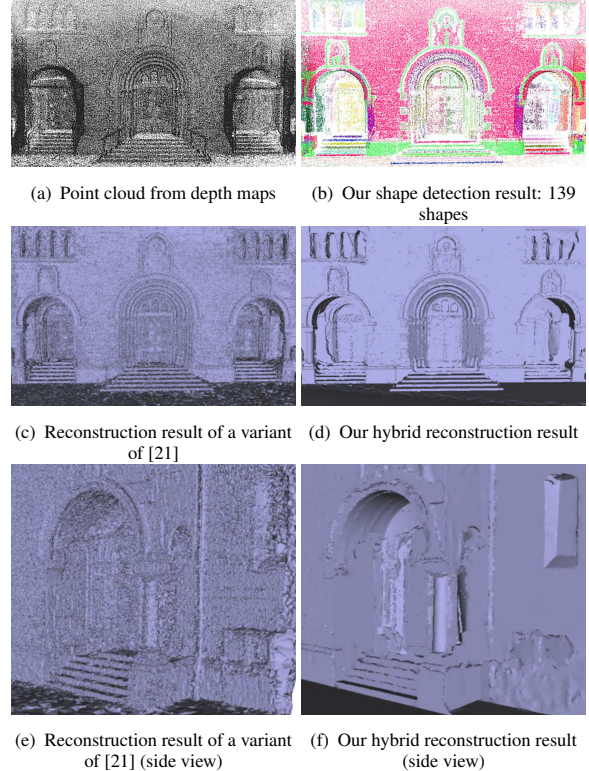 (a) Point cloud from depth maps
(b) Our shape detection result: 139
shapes
(c) Reconstruction result of a variant
of [21]
(d) Our hybrid reconstruction result
(e) Reconstruction result of a variant
of [21] (side view)
(f) Our hybrid reconstruction result
(side view)